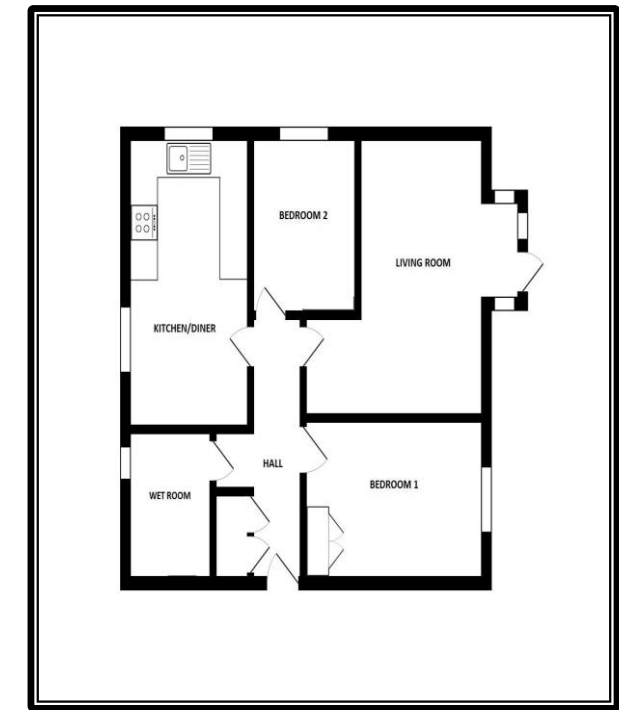 BEDROOM 2
LIVING ROOM
KITCHEN/DINER
HALL
BEDROOM 1
WET ROOM